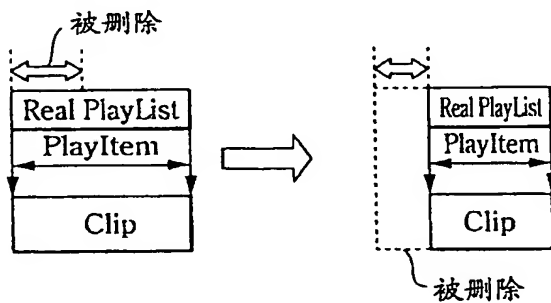 被删除
Real PlayList
PlayItem
Clip
Real PlayList
PlayItem
Clip
被删除